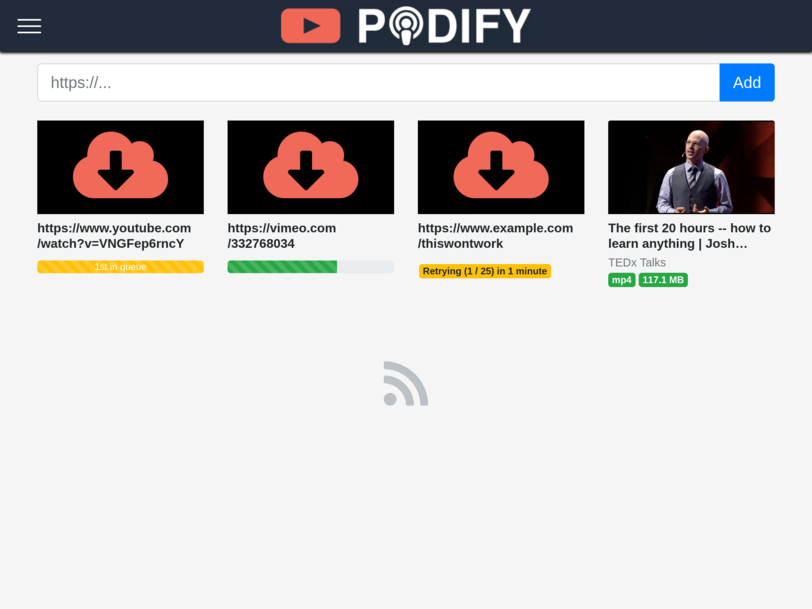 PODIFY
https://...
Add
https://www.youtube.com
/watch?v=VNGFep6rncY
1st in queue
https://vimeo.com
/332768034
https://www.example.com
/thiswontwork
Retrying (1 / 25) in 1 minute
The first 20 hours -- how to
learn anything | Josh…
TEDx Talks
mp4 117.1 MB